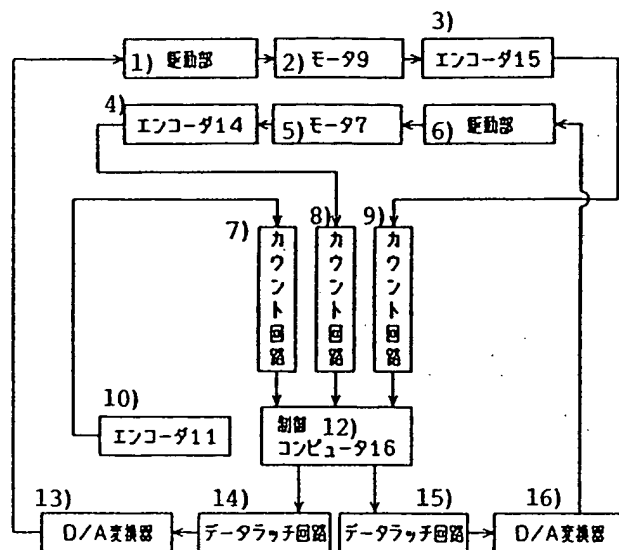 3)
1) 駆動部
2) モータ9
エンコーダ15
4)
エンコーダ14
5) モータ7
6) 駆動部
7)
8)
9)
カウント回路
カウント回路
カウント回路
10)
エンコーダ11
制御 12)
コンピュータ16
13)
14)
15)
16)
D/A変換器
データラッチ回路
データラッチ回路
D/A変換器